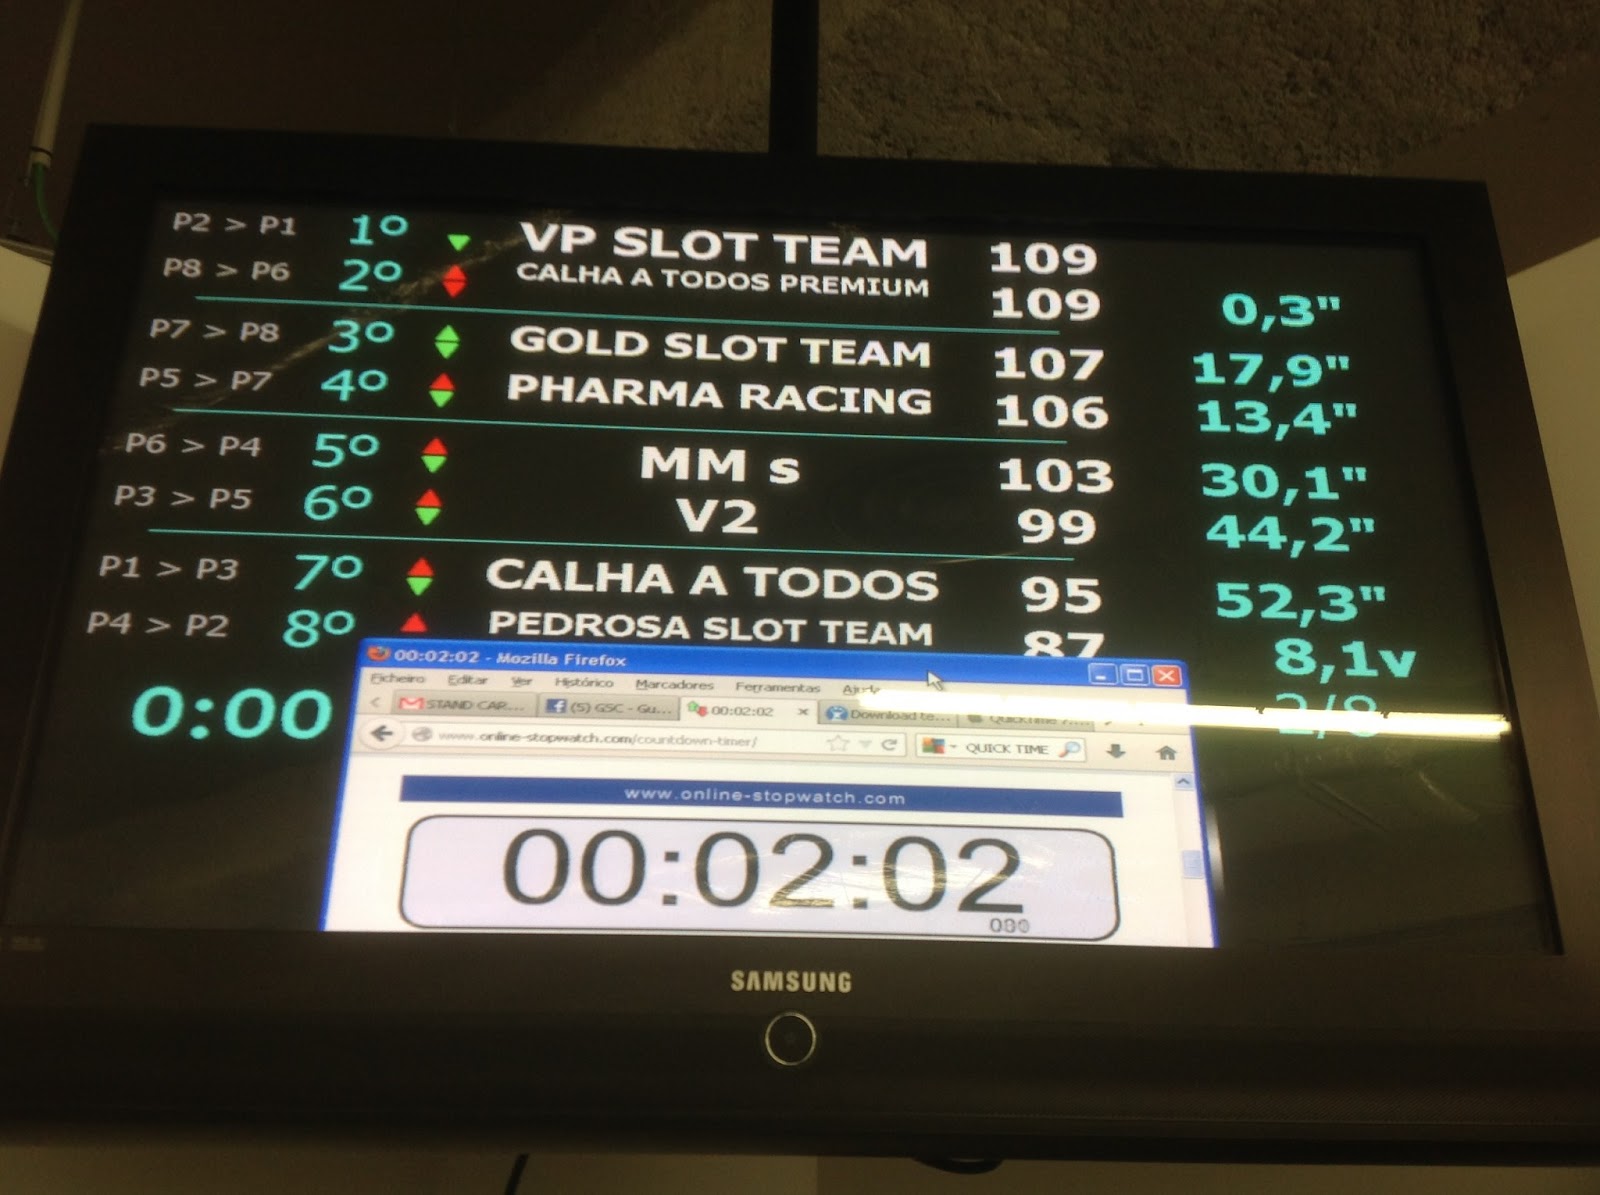 P2 > P1 1º VP SLOT TEAM 109
P8 > P6 2º CALHA A TODOS PREMIUM 109 0,3"
P7 > P8 3º GOLD SLOT TEAM 107 17,9"
P5 > P7 4º PHARMA RACING 106 13,4"
P6 > P4 5º MM s 103 30,1"
P3 > P5 6º V2 99 44,2"
P1 > P3 7º CALHA A TODOS 95 52,3"
P4 > P2 8º PEDROSA SLOT TEAM 87 8,1v
0:00 2/8
00:02:02 - Mozilla Firefox
Ficheiro Editar Ver Histórico Marcadores Ferramentas Ajuda
STAND CAR.... (5) GSC - Gu... 00:02:02 Download te...
www.online-stopwatch.com/countdown-timer/ QUICK TIME
www.online-stopwatch.com
00:02:02
SAMSUNG